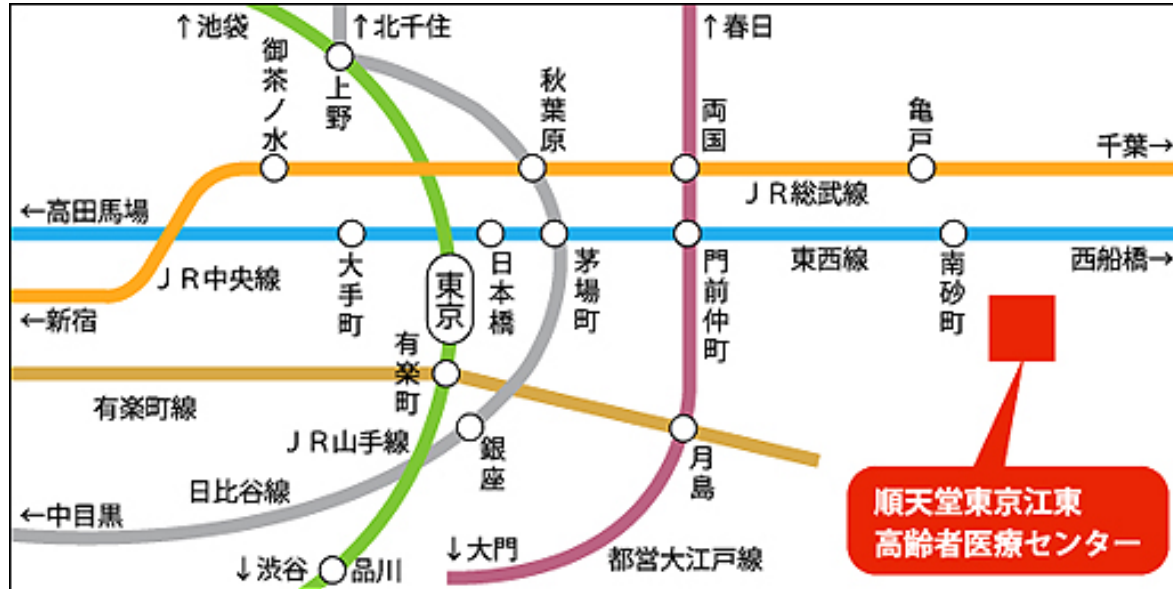 ↑池袋
↑北千住
↑春日
御茶ノ水
上野
秋葉原
両国
亀戸
千葉→
JR総武線
←高田馬場
大手町
日本橋
茅場町
門前仲町
東西線
南砂町
西船橋→
JR中央線
←新宿
東京
有楽町
有楽町線
JR山手線
銀座
月島
日比谷線
←中目黒
↓渋谷
品川
↓大門
都営大江戸線
順天堂東京江東
高齢者医療センター